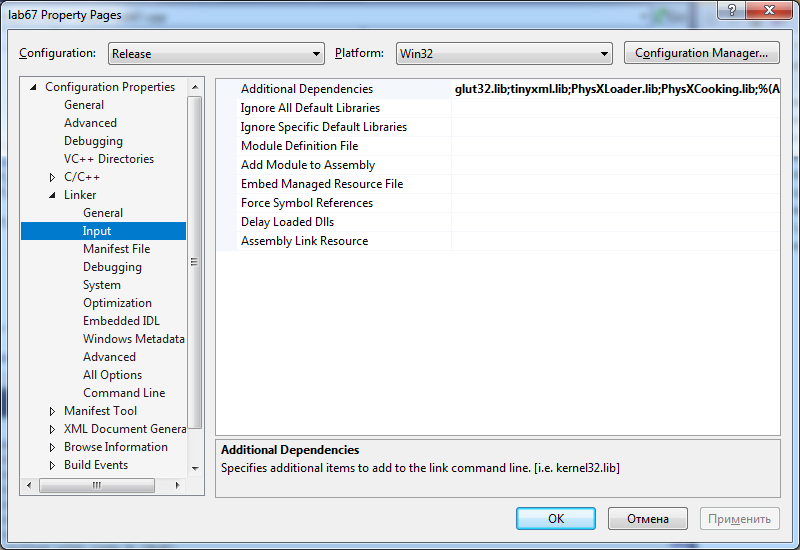 lab67 Property Pages
Configuration: Release Platform: Win32 Configuration Manager...
Configuration Properties
General
Advanced
Debugging
VC++ Directories
C/C++
Linker
General
Input
Manifest File
Debugging
System
Optimization
Embedded IDL
Windows Metadata
Advanced
All Options
Command Line
Manifest Tool
XML Document Genera
Browse Information
Build Events
Additional Dependencies glut32.lib;tinyxml.lib;PhysXLoader.lib;PhysXCooking.lib;%(A
Ignore All Default Libraries
Ignore Specific Default Libraries
Module Definition File
Add Module to Assembly
Embed Managed Resource File
Force Symbol References
Delay Loaded Dlls
Assembly Link Resource
Additional Dependencies
Specifies additional items to add to the link command line. [i.e. kernel32.lib]
OK Отмена Применить